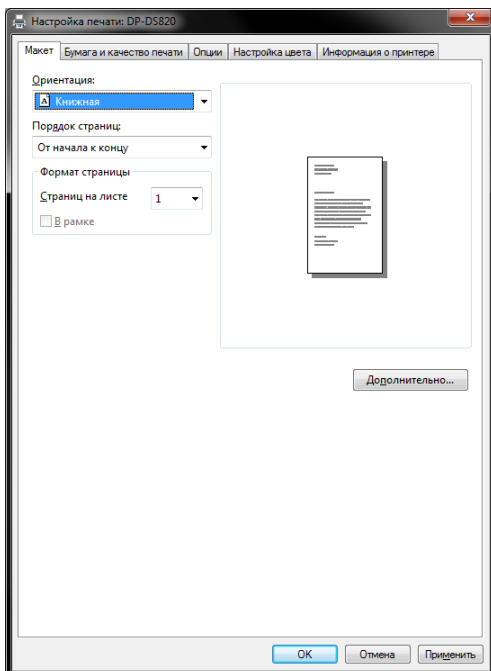 Настройка печати: DP-DS820
Макет Бумага и качество печати Опции Настройка цвета Информация о принтере
Ориентация:
Книжная
Порядок страниц:
От начала к концу
Формат страницы
Страниц на листе 1
В рамке
Дополнительно...
OK Отмена Применить